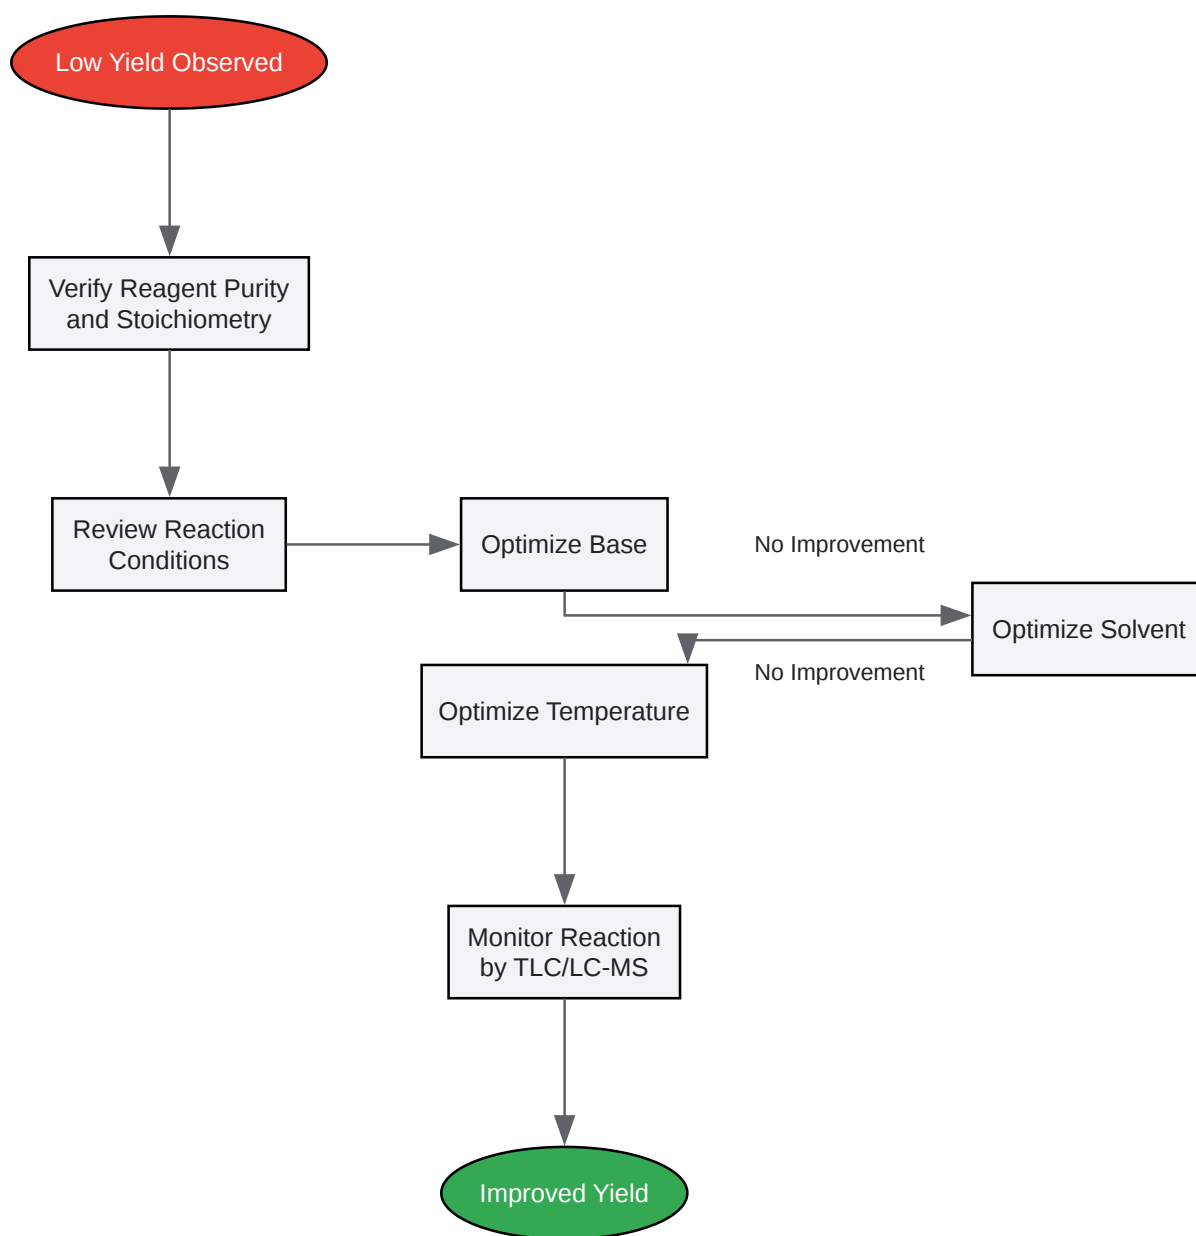 Low Yield Observed
Verify Reagent Purity
and Stoichiometry
Review Reaction
Conditions
Optimize Base
No Improvement
Optimize Solvent
No Improvement
Optimize Temperature
Monitor Reaction
by TLC/LC-MS
Improved Yield